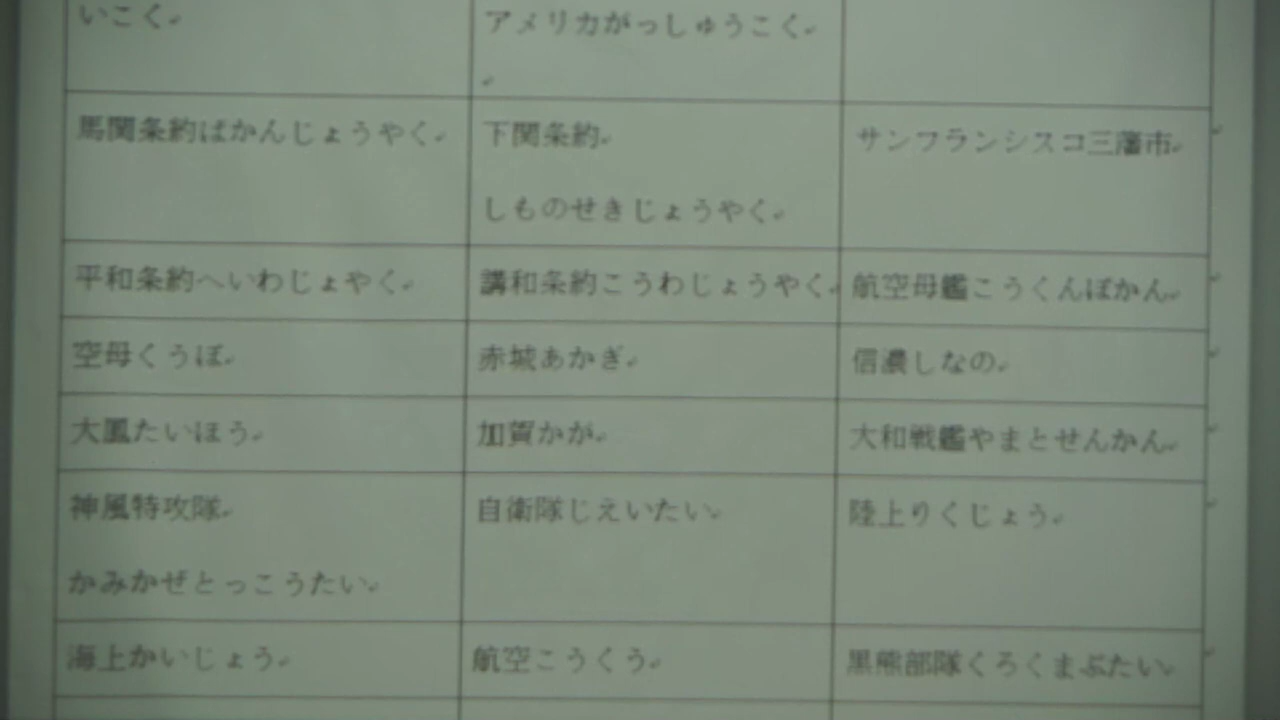 いこく
アメリカがっしゅうこく
馬関条約ばかんじょうやく
下関条約
しものせきじょうやく
サンフランシスコ三藩市
平和条約へいわじょやく
講和条約こうわじょうやく
航空母鑑こうくんぼかん
空母くうぼ
赤城あかぎ
信濃しなの
大鳳たいほう
加賀かが
大和戦鑑やまとせんかん
神風特攻隊
かみかぜとっこうたい
自衛隊じえいたい
陸上りくじょう
海上かいじょう
航空こうくう
黒熊部隊くろくまぶたい